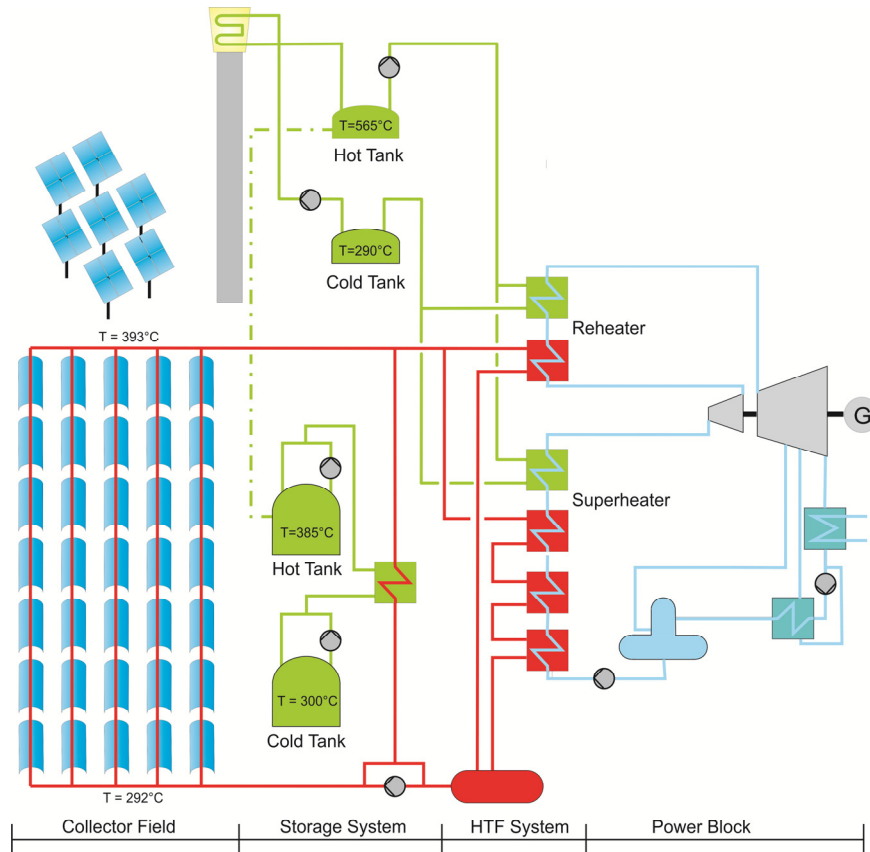 T=565°C
Hot Tank
T=290°C
Cold Tank
Reheater
T = 393°C
G
Superheater
T=385°C
Hot Tank
T = 300°C
Cold Tank
T = 292°C
Collector Field
Storage System
HTF System
Power Block